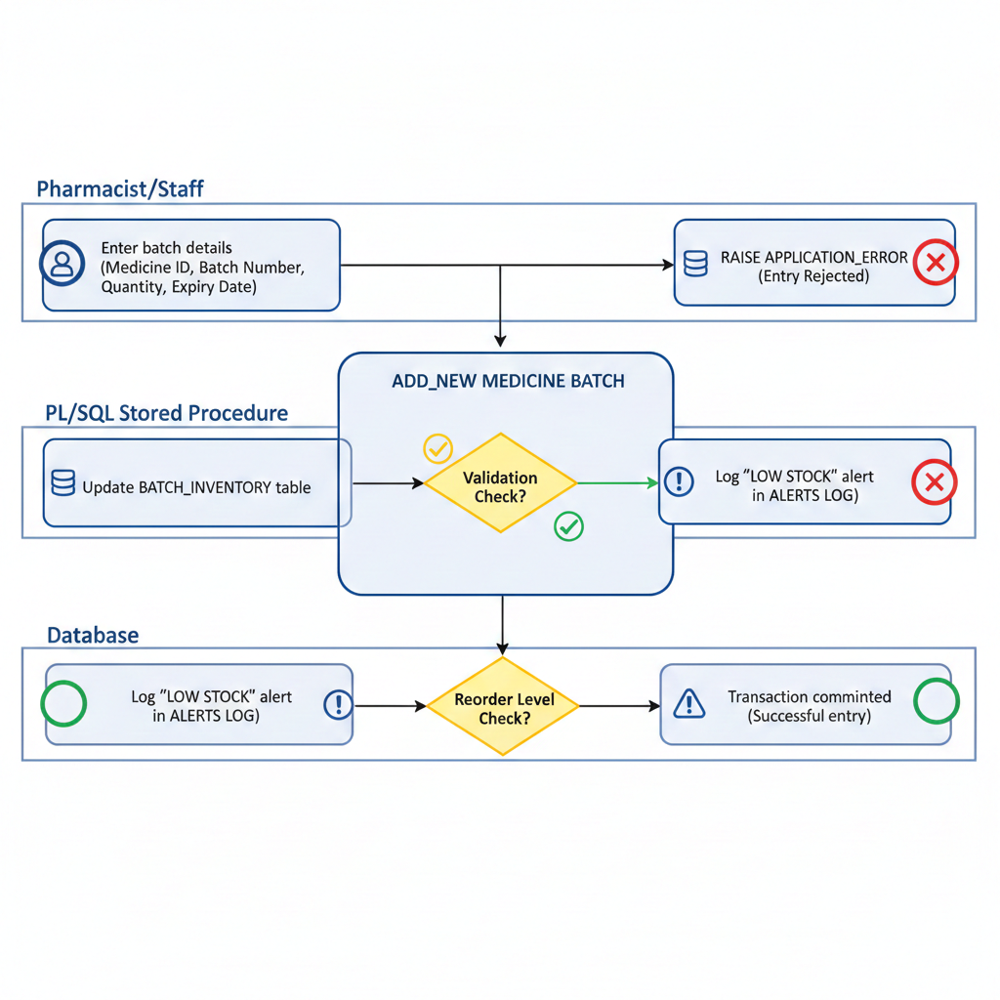 Pharmacist/Staff
Enter batch details
(Medicine ID, Batch Number,
Quantity, Expiry Date)
RAISE APPLICATION_ERROR
(Entry Rejected)
ADD_NEW MEDICINE BATCH
PL/SQL Stored Procedure
Update BATCH_INVENTORY table
Validation
Check?
Log "LOW STOCK" alert
in ALERTS LOG)
Database
Log "LOW STOCK" alert
in ALERTS LOG)
Reorder Level
Check?
Transaction comminted
(Successful entry)